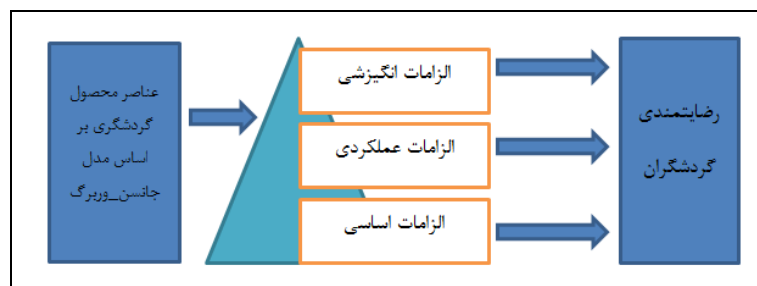 عناصر محصول
گردشگری بر
اساس مدل
جانسن_وربرگ
الزامات انگیزشی
الزامات عملکردی
الزامات اساسی
رضایتمندی
گردشگران